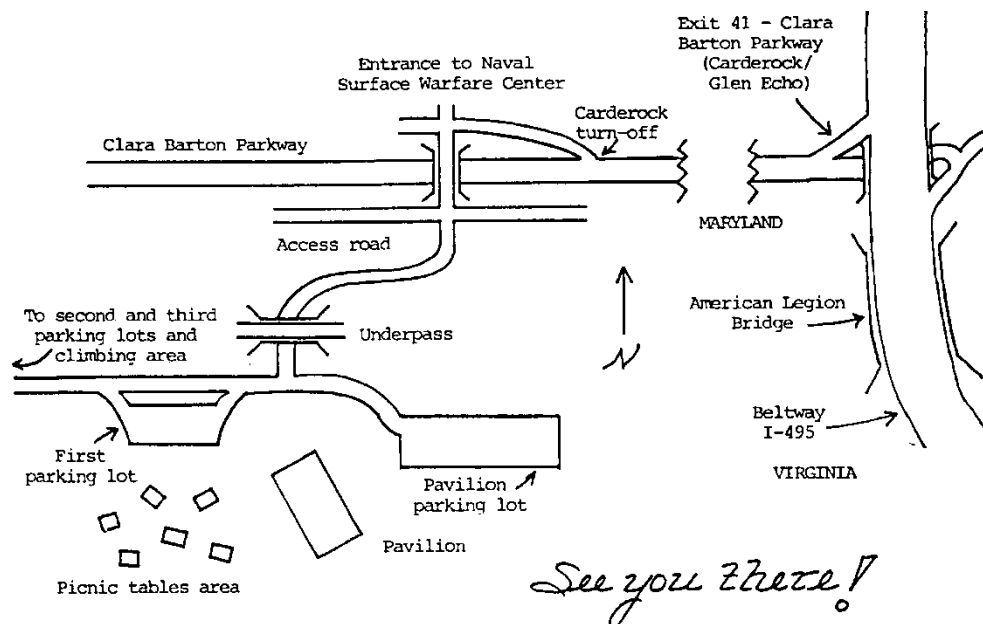 Exit 41 - Clara
Barton Parkway
(Carderock/
Glen Echo)
Entrance to Naval
Surface Warfare Center
Carderock
turn-off
Clara Barton Parkway
MARYLAND
Access road
To second and third
parking lots and
climbing area
Underpass
American Legion
Bridge
N
Beltway
I-495
First
parking lot
VIRGINIA
Pavilion
parking lot
Pavilion
Picnic tables area
See you there!